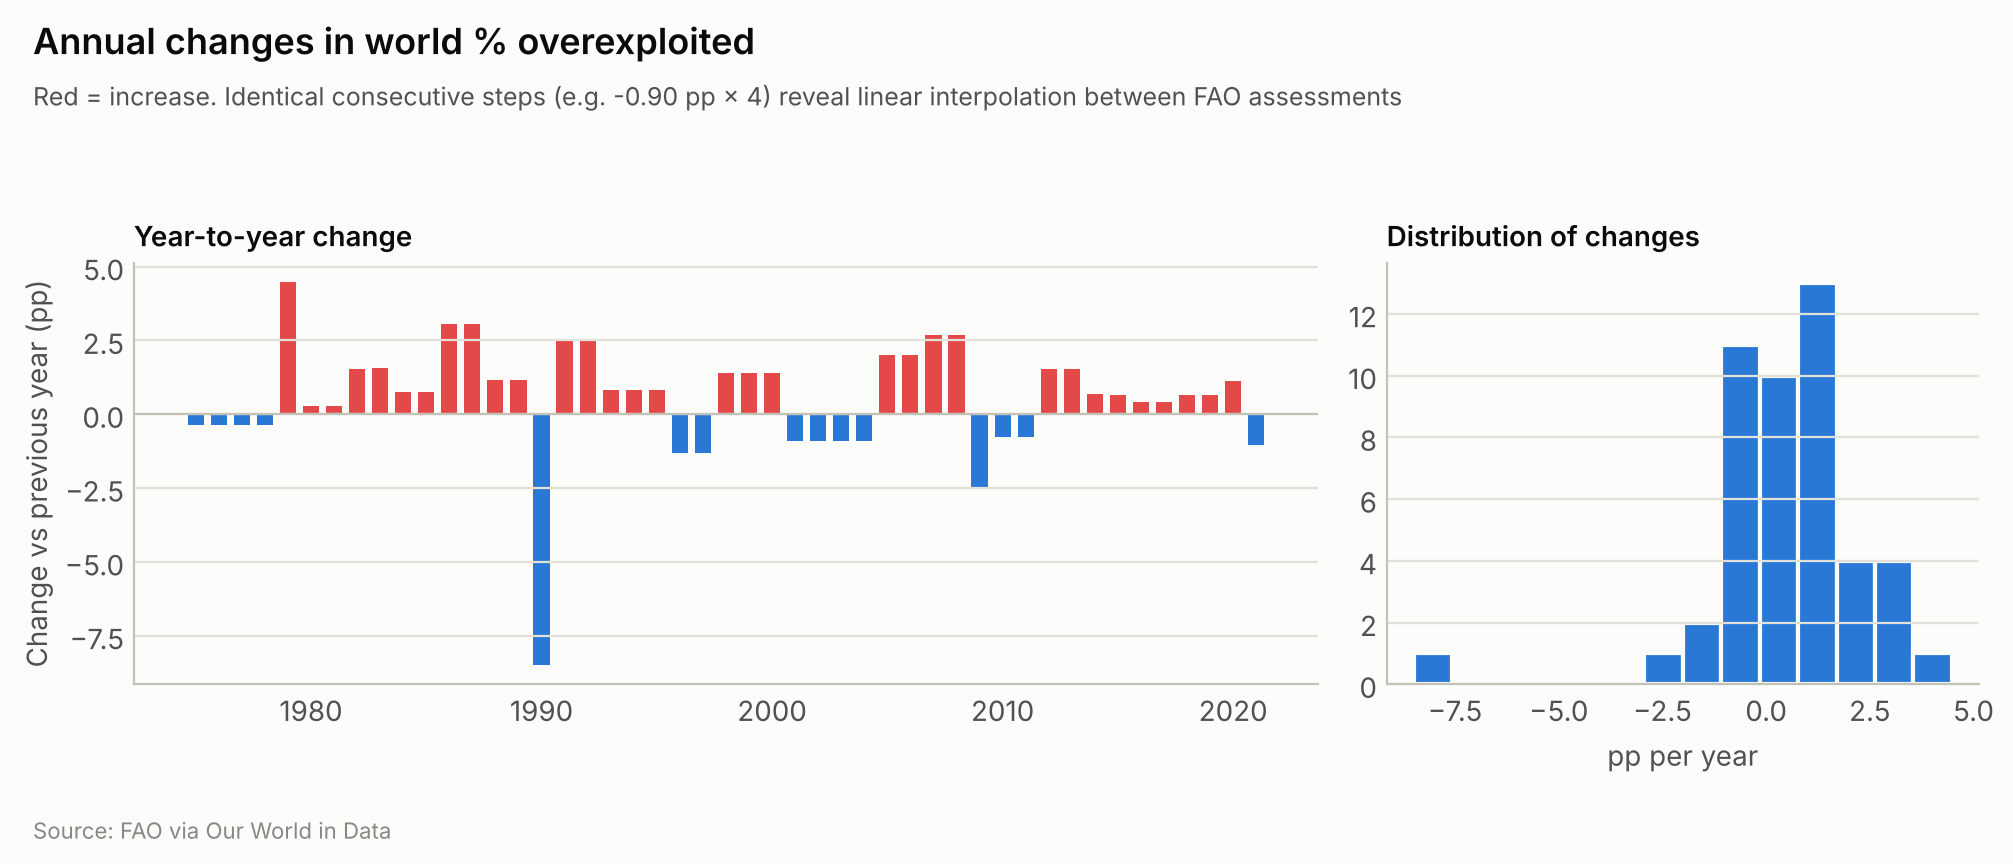 Annual changes in world % overexploited
Red = increase. Identical consecutive steps (e.g. -0.90 pp × 4) reveal linear interpolation between FAO assessments
Year-to-year change
Change vs previous year (pp)
5.0
2.5
0.0
−2.5
−5.0
−7.5
1980 1990 2000 2010 2020
Distribution of changes
12
10
8
6
4
2
0
−7.5 −5.0 −2.5 0.0 2.5 5.0
pp per year
Source: FAO via Our World in Data